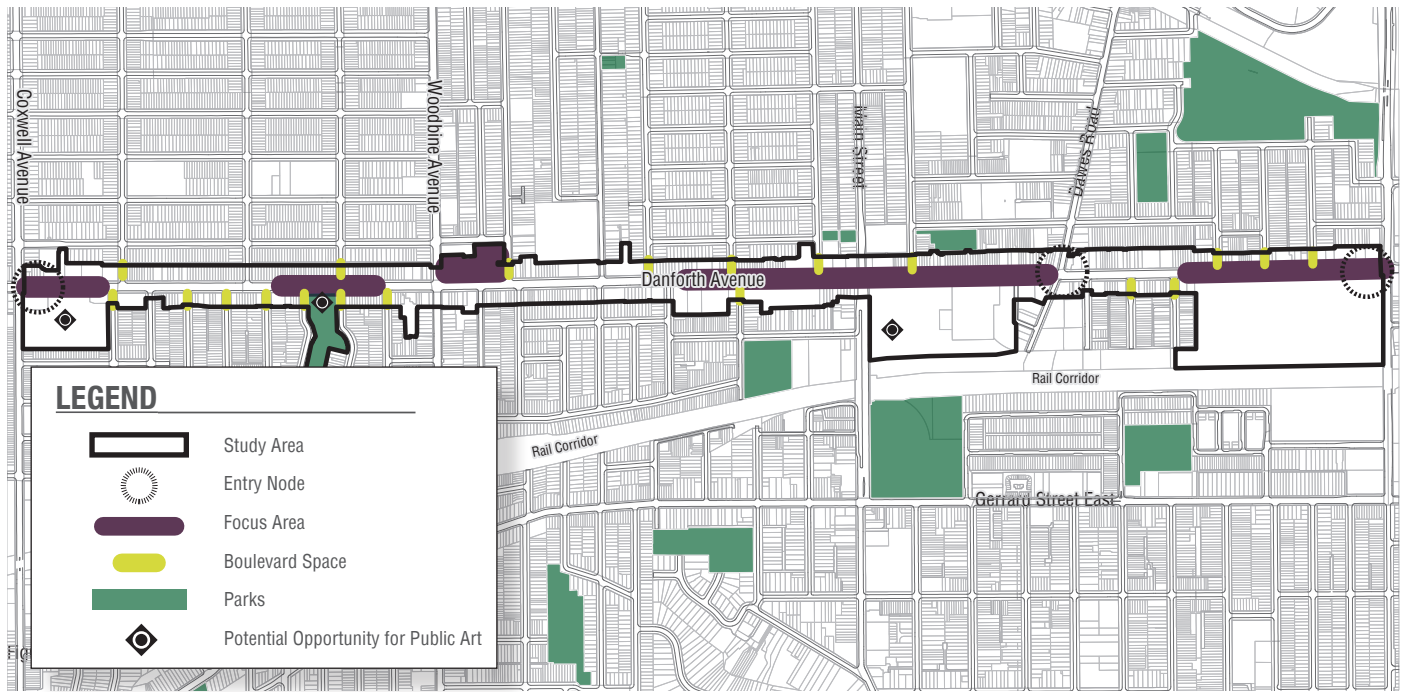 Coxwell Avenue
Woodbine Avenue
Main Street
Dawes Road
Danforth Avenue
Rail Corridor
Rail Corridor
Gerrard Street East
LEGEND
Study Area
Entry Node
Focus Area
Boulevard Space
Parks
Potential Opportunity for Public Art